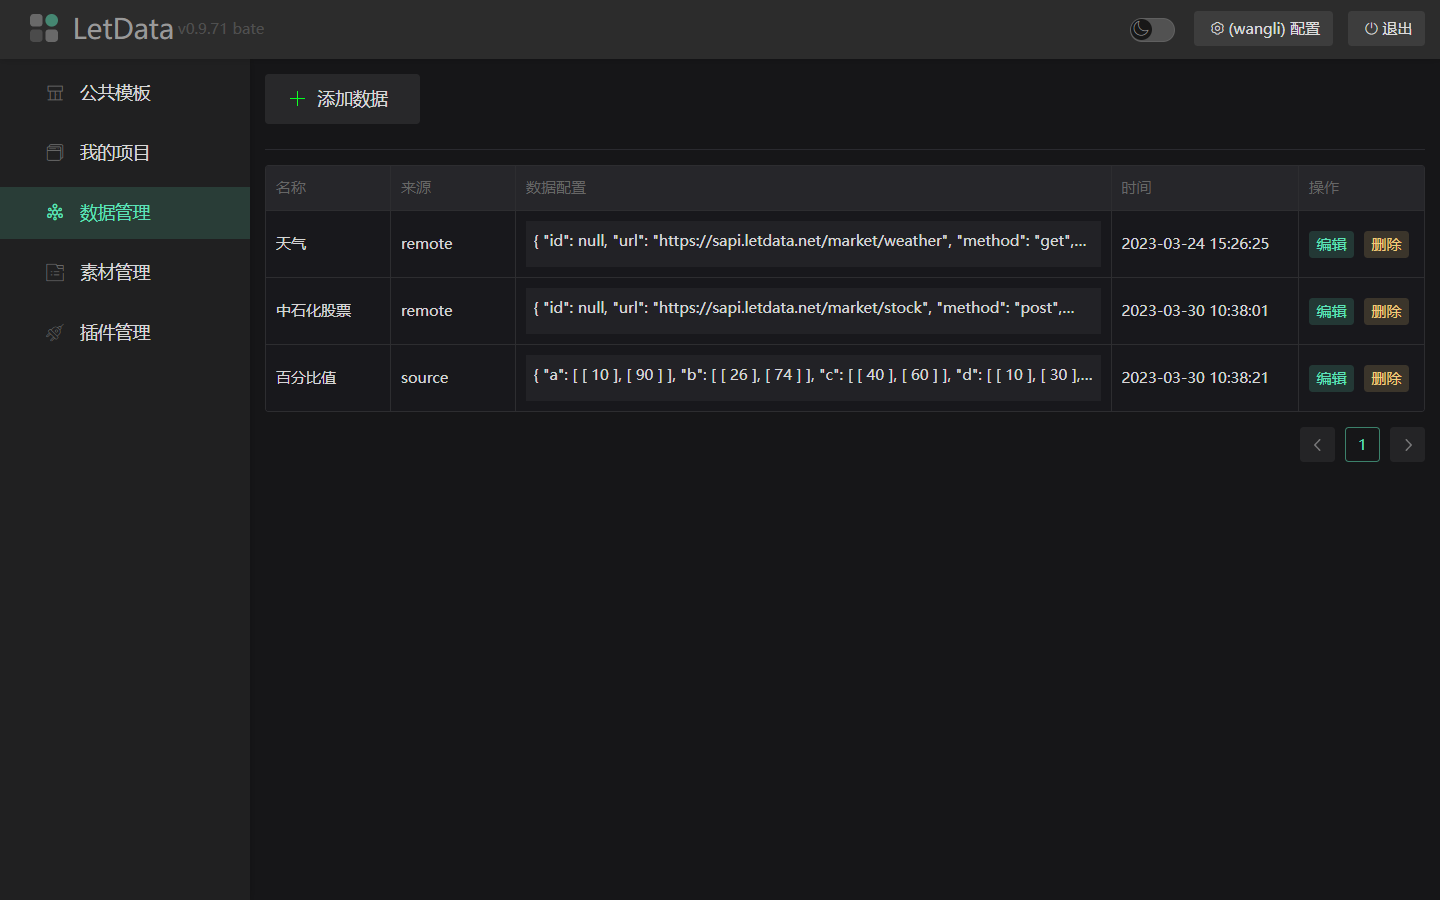 LetData v0.9.71 bate
(wangli) 配置
退出
公共模板
我的项目
数据管理
素材管理
插件管理
添加数据
名称 来源 数据配置 时间 操作
天气 remote { "id": null, "url": "https://sapi.letdata.net/market/weather", "method": "get",... 2023-03-24 15:26:25 编辑 删除
中石化股票 remote { "id": null, "url": "https://sapi.letdata.net/market/stock", "method": "post",... 2023-03-30 10:38:01 编辑 删除
百分比值 source { "a": [ [ 10 ], [ 90 ] ], "b": [ [ 26 ], [ 74 ] ], "c": [ [ 40 ], [ 60 ] ], "d": [ [ 10 ], [ 30 ],... 2023-03-30 10:38:21 编辑 删除
1